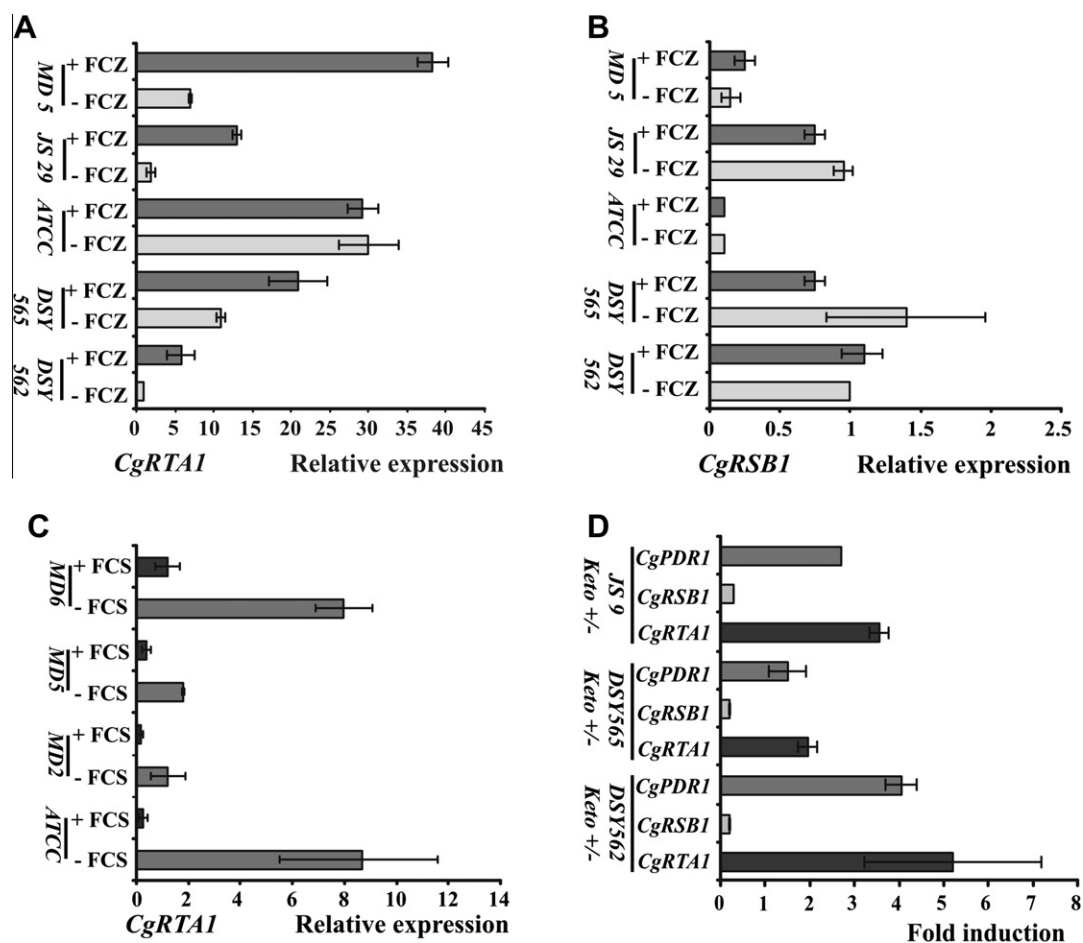 A
+ FCZ
- FCZ
MD 5
+ FCZ
- FCZ
JS 29
+ FCZ
- FCZ
ATCC
+ FCZ
- FCZ
DSY
565
+ FCZ
- FCZ
DSY
562
0 5 10 15 20 25 30 35 40 45
CgRTA1 Relative expression
B
+ FCZ
- FCZ
MD 5
+ FCZ
- FCZ
JS 29
+ FCZ
- FCZ
ATCC
+ FCZ
- FCZ
DSY
565
+ FCZ
- FCZ
DSY
562
0 0.5 1 1.5 2 2.5
CgRSB1 Relative expression
C
+ FCS
- FCS
MD6
+ FCS
- FCS
MD5
+ FCS
- FCS
MD2
+ FCS
- FCS
ATCC
0 2 4 6 8 10 12 14
CgRTA1 Relative expression
D
CgPDR1
CgRSB1
CgRTA1
JS 9
Keto +/-
CgPDR1
CgRSB1
CgRTA1
DSY565
Keto +/-
CgPDR1
CgRSB1
CgRTA1
DSY562
Keto +/-
0 1 2 3 4 5 6 7 8
Fold induction